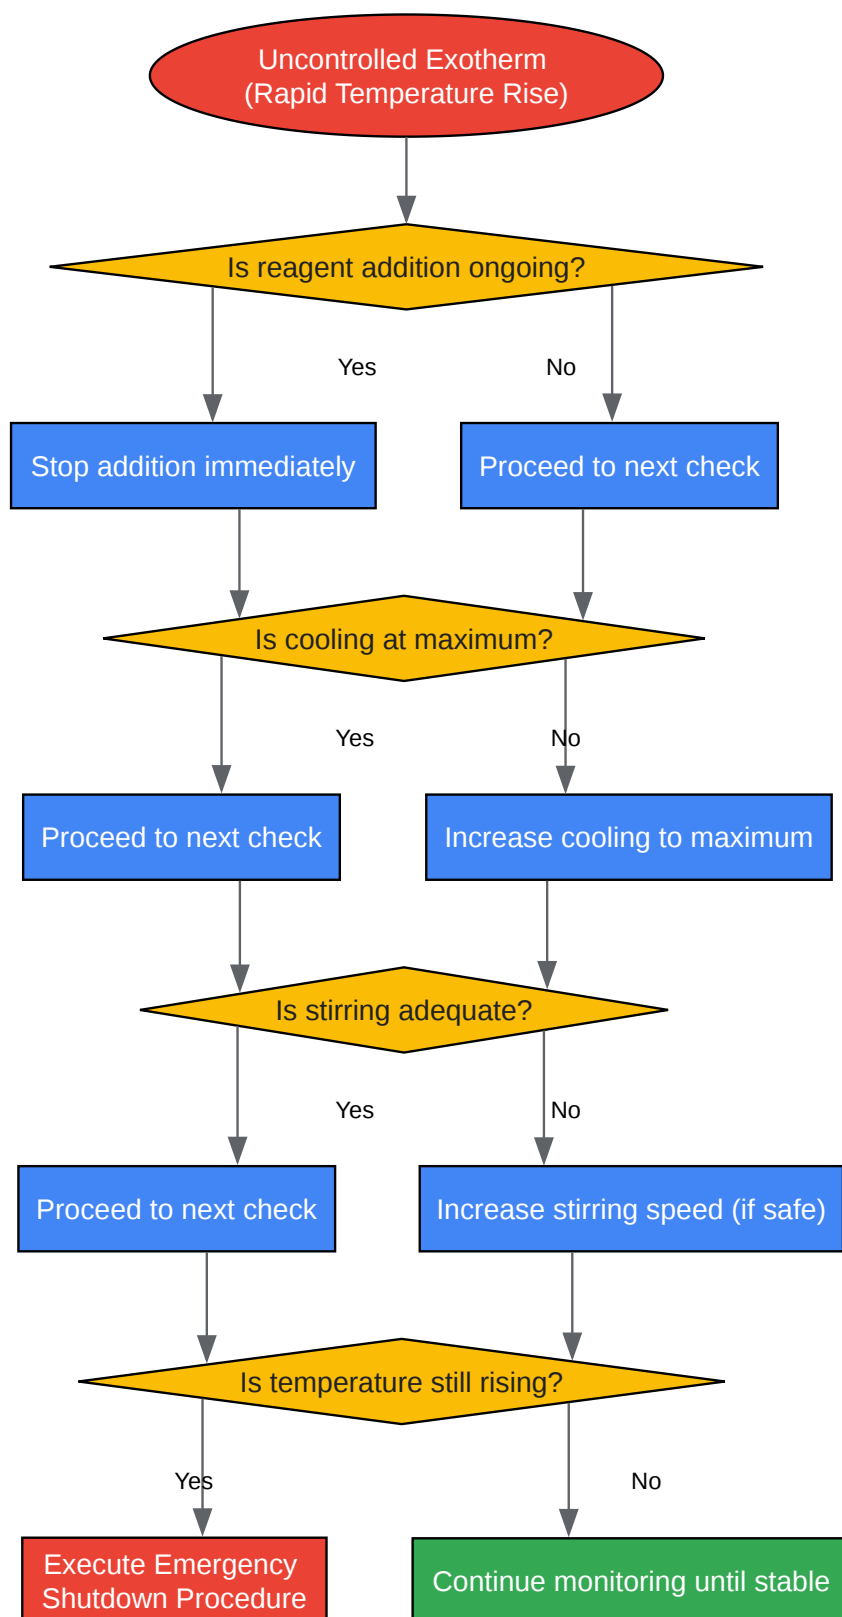 Uncontrolled Exotherm
(Rapid Temperature Rise)
Is reagent addition ongoing?
Yes
No
Stop addition immediately
Proceed to next check
Is cooling at maximum?
Yes
No
Proceed to next check
Increase cooling to maximum
Is stirring adequate?
Yes
No
Proceed to next check
Increase stirring speed (if safe)
Is temperature still rising?
Yes
No
Execute Emergency
Shutdown Procedure
Continue monitoring until stable